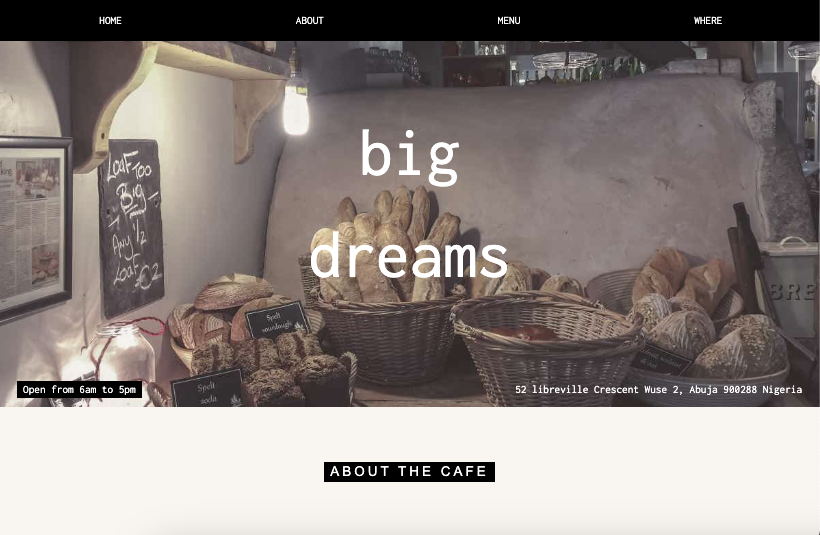 HOME
ABOUT
MENU
WHERE
big
dreams
LOAF TOO
BIG
ANY 1/2
LOAF £2
Spelt
sourdough
Spelt
soda
BRE
Open from 6am to 5pm
52 libreville Crescent Wuse 2, Abuja 900288 Nigeria
ABOUT THE CAFE